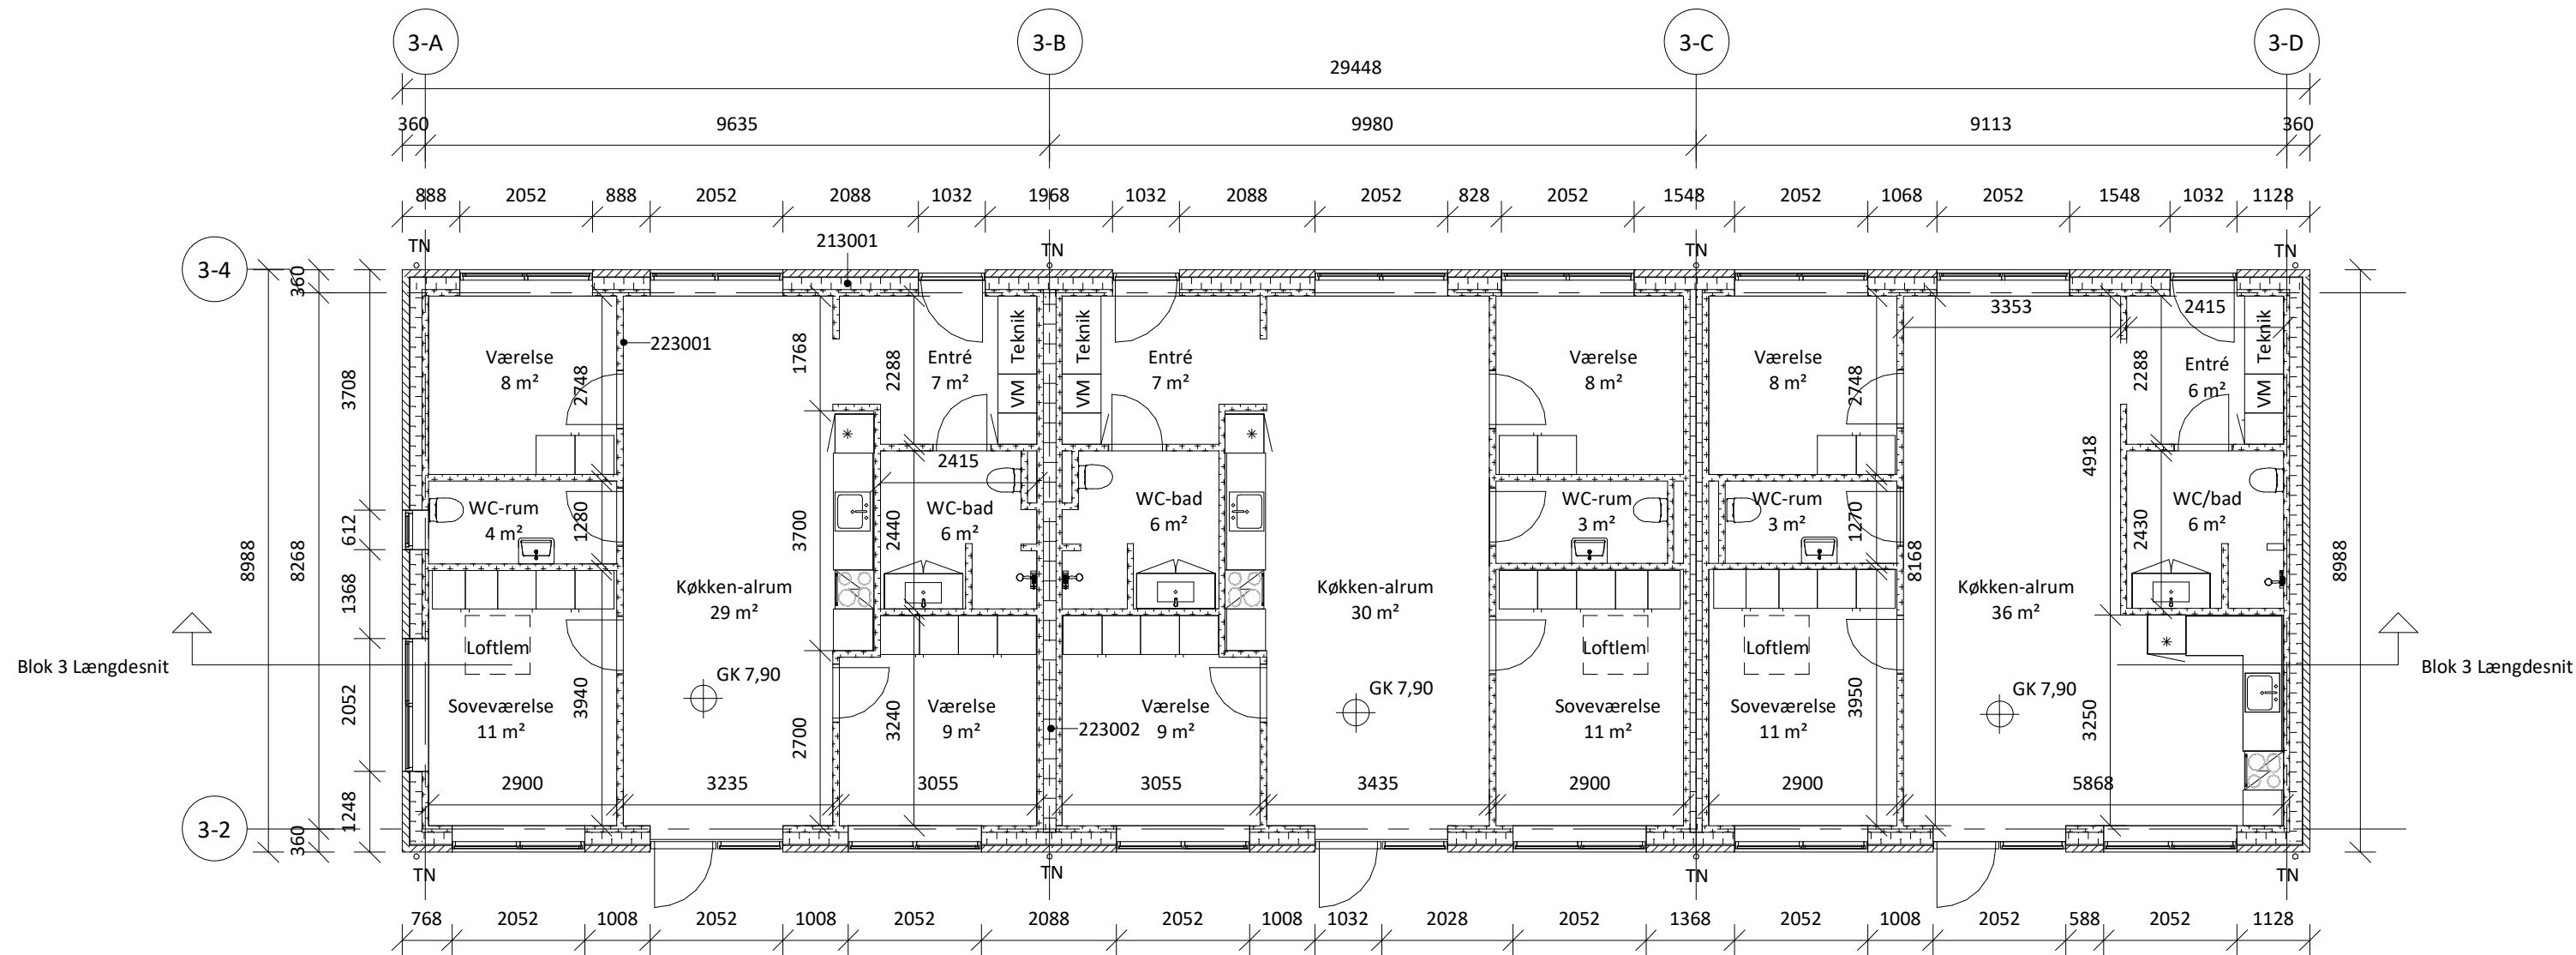 3-A
3-B
3-C
3-D
29448
360
9635
9980
9113
360
888
2052
888
2052
2088
1032
1968
1032
2088
2052
828
2052
1548
2052
1068
2052
1548
1032
1128
TN
213001
TN
TN
TN
3-4
360
3708
612
1368
2052
1248
8268
8988
360
3-2
Værelse
8 m²
2748
223001
1768
2288
Entré
7 m²
Teknik
VM
Teknik
VM
Entré
7 m²
Værelse
8 m²
Værelse
8 m²
2748
3353
2415
2288
Entré
6 m²
Teknik
VM
4918
WC-rum
4 m²
1280
3700
2415
2440
WC-bad
6 m²
WC-bad
6 m²
WC-rum
3 m²
WC-rum
3 m²
1270
8168
2430
WC/bad
6 m²
8988
Køkken-alrum
29 m²
Køkken-alrum
30 m²
Køkken-alrum
36 m²
Loftlem
Loftlem
Loftlem
Blok 3 Længdesnit
Blok 3 Længdesnit
GK 7,90
GK 7,90
GK 7,90
Soveværelse
11 m²
3940
2700
3240
Værelse
9 m²
223002
Værelse
9 m²
Soveværelse
11 m²
Soveværelse
11 m²
3950
3250
2900
3235
3055
3055
3435
2900
2900
5868
TN
TN
TN
TN
768
2052
1008
2052
1008
2052
2088
2052
1008
1032
2028
2052
1368
2052
1008
2052
588
2052
1128